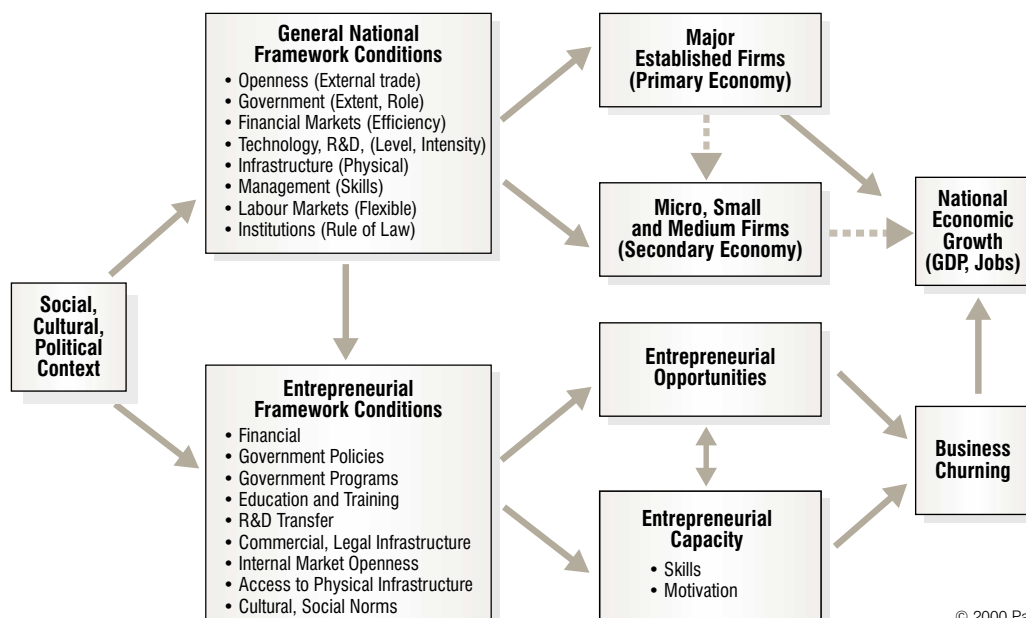 General National
Framework Conditions
• Openness (External trade)
• Government (Extent, Role)
• Financial Markets (Efficiency)
• Technology, R&D, (Level, Intensity)
• Infrastructure (Physical)
• Management (Skills)
• Labour Markets (Flexible)
• Institutions (Rule of Law)
Major
Established Firms
(Primary Economy)
Micro, Small
and Medium Firms
(Secondary Economy)
National
Economic
Growth
(GDP, Jobs)
Social,
Cultural,
Political
Context
Entrepreneurial
Framework Conditions
• Financial
• Government Policies
• Government Programs
• Education and Training
• R&D Transfer
• Commercial, Legal Infrastructure
• Internal Market Openness
• Access to Physical Infrastructure
• Cultural, Social Norms
Entrepreneurial
Opportunities
Entrepreneurial
Capacity
• Skills
• Motivation
Business
Churning
© 2000 Pa